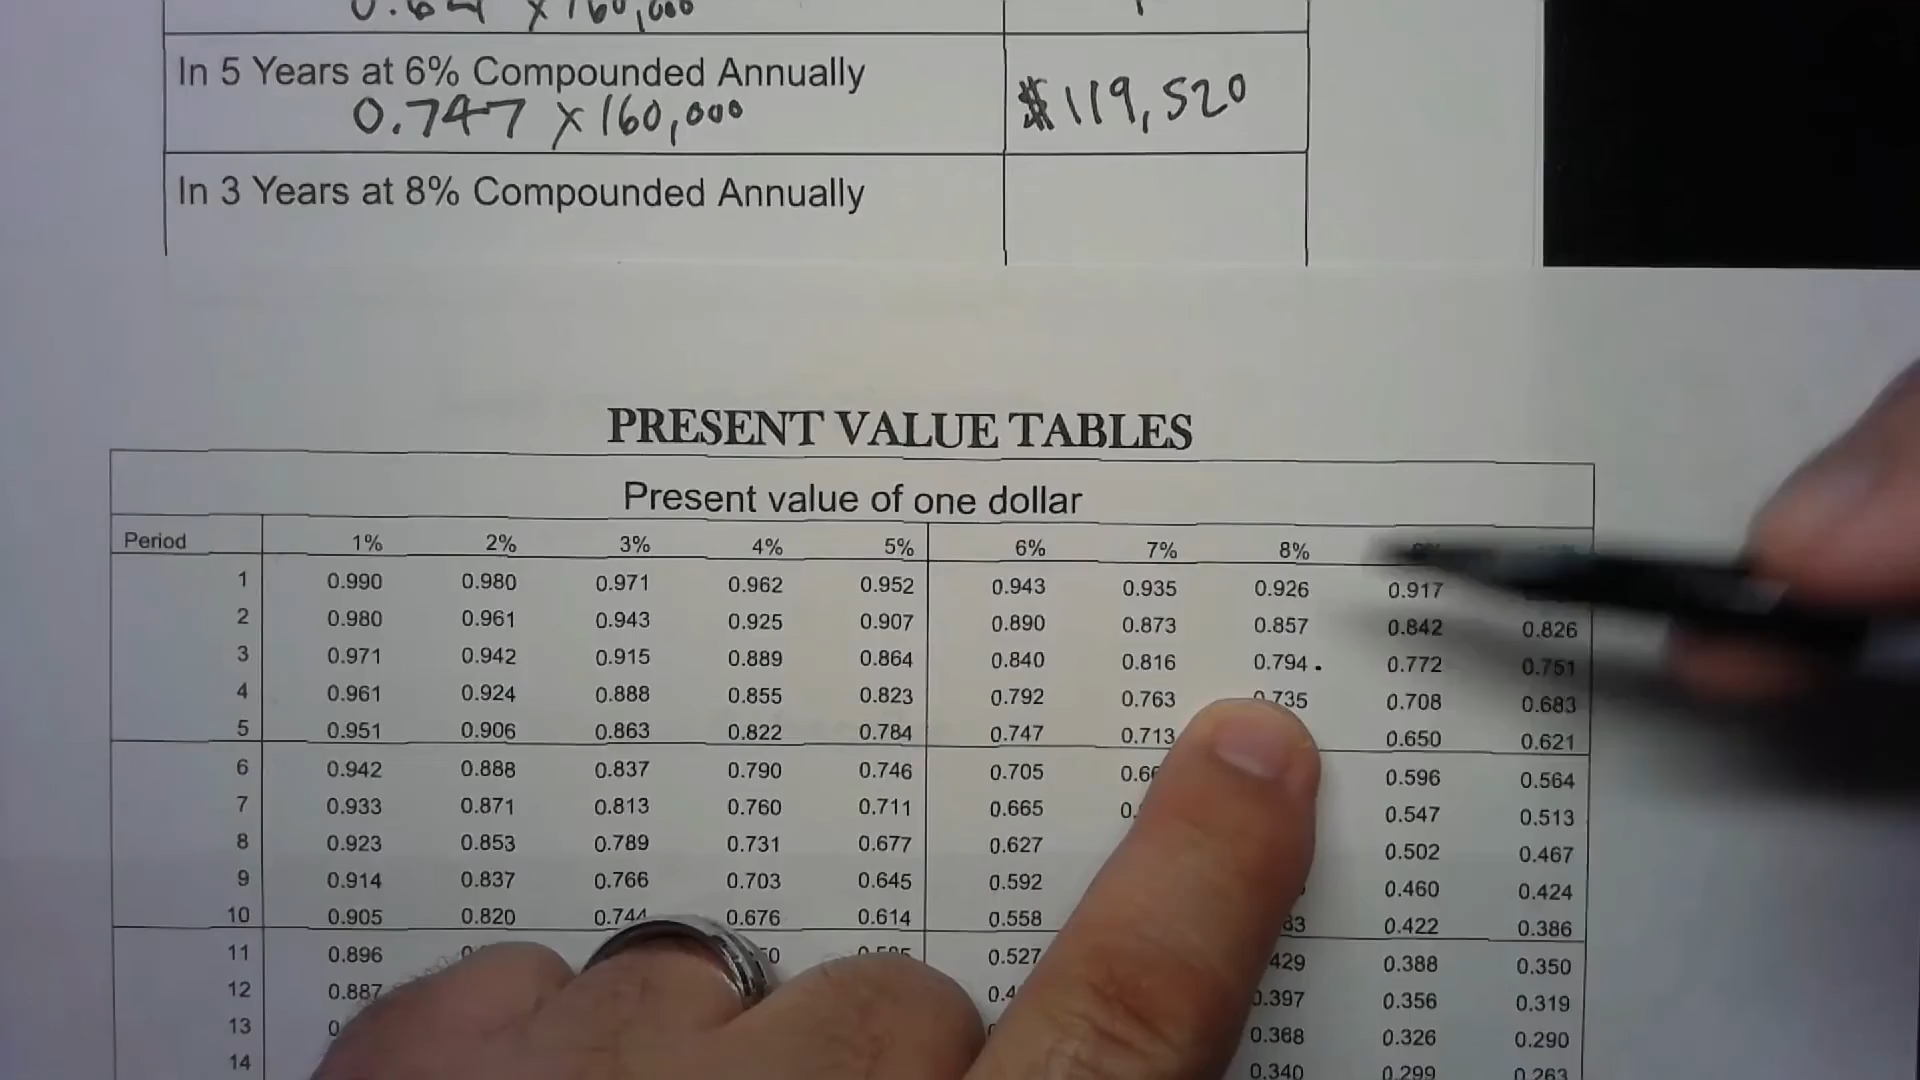 x 160,000
In 5 Years at 6% Compounded Annually
0.747 x 160,000 $119,520
In 3 Years at 8% Compounded Annually
PRESENT VALUE TABLES
Present value of one dollar
Period 1% 2% 3% 4% 5% 6% 7% 8%
1 0.990 0.980 0.971 0.962 0.952 0.943 0.935 0.926 0.917
2 0.980 0.961 0.943 0.925 0.907 0.890 0.873 0.857 0.842 0.826
3 0.971 0.942 0.915 0.889 0.864 0.840 0.816 0.794 0.772 0.751
4 0.961 0.924 0.888 0.855 0.823 0.792 0.763 0.735 0.708 0.683
5 0.951 0.906 0.863 0.822 0.784 0.747 0.713 0.650 0.621
6 0.942 0.888 0.837 0.790 0.746 0.705 0.596 0.564
7 0.933 0.871 0.813 0.760 0.711 0.665 0.547 0.513
8 0.923 0.853 0.789 0.731 0.677 0.627 0.502 0.467
9 0.914 0.837 0.766 0.703 0.645 0.592 0.460 0.424
10 0.905 0.820 0.744 0.676 0.614 0.558 0.422 0.386
11 0.896 0.527 0.388 0.350
12 0.887 0.397 0.356 0.319
13 0.368 0.326 0.290
14 0.340 0.299 0.263